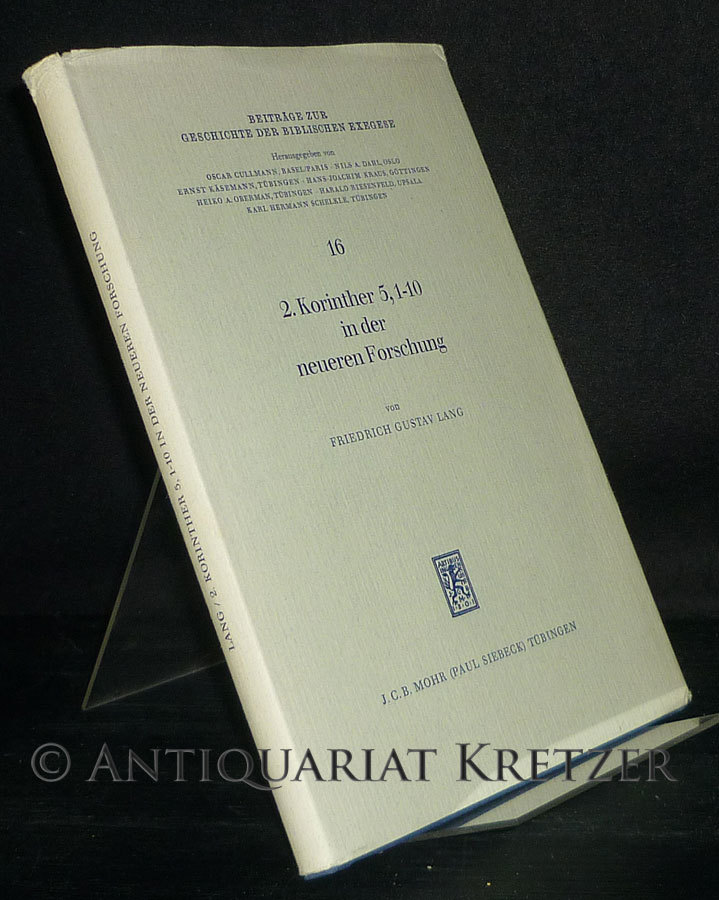 BEITRÄGE ZUR
GESCHICHTE DER BIBLISCHEN EXEGESE
Herausgegeben von
OSCAR CULLMANN, BASEL/PARIS · NILS A. DAHL, OSLO
ERNST KÄSEMANN, TÜBINGEN · HANS-JOACHIM KRAUS, GÖTTINGEN
HEIKO A. OBERMAN, TÜBINGEN · HARALD RIESENFELD, UPSALA
KARL HERMANN SCHELKLE, TÜBINGEN
16
2. Korinther 5, 1-10
in der
neueren Forschung
von
FRIEDRICH GUSTAV LANG
ARTIBUS
1801
J. C. B. MOHR (PAUL SIEBECK) TÜBINGEN
LANG / 2. KORINTHER 5, 1-10 IN DER NEUEREN FORSCHUNG
© ANTIQUARIAT KRETZER